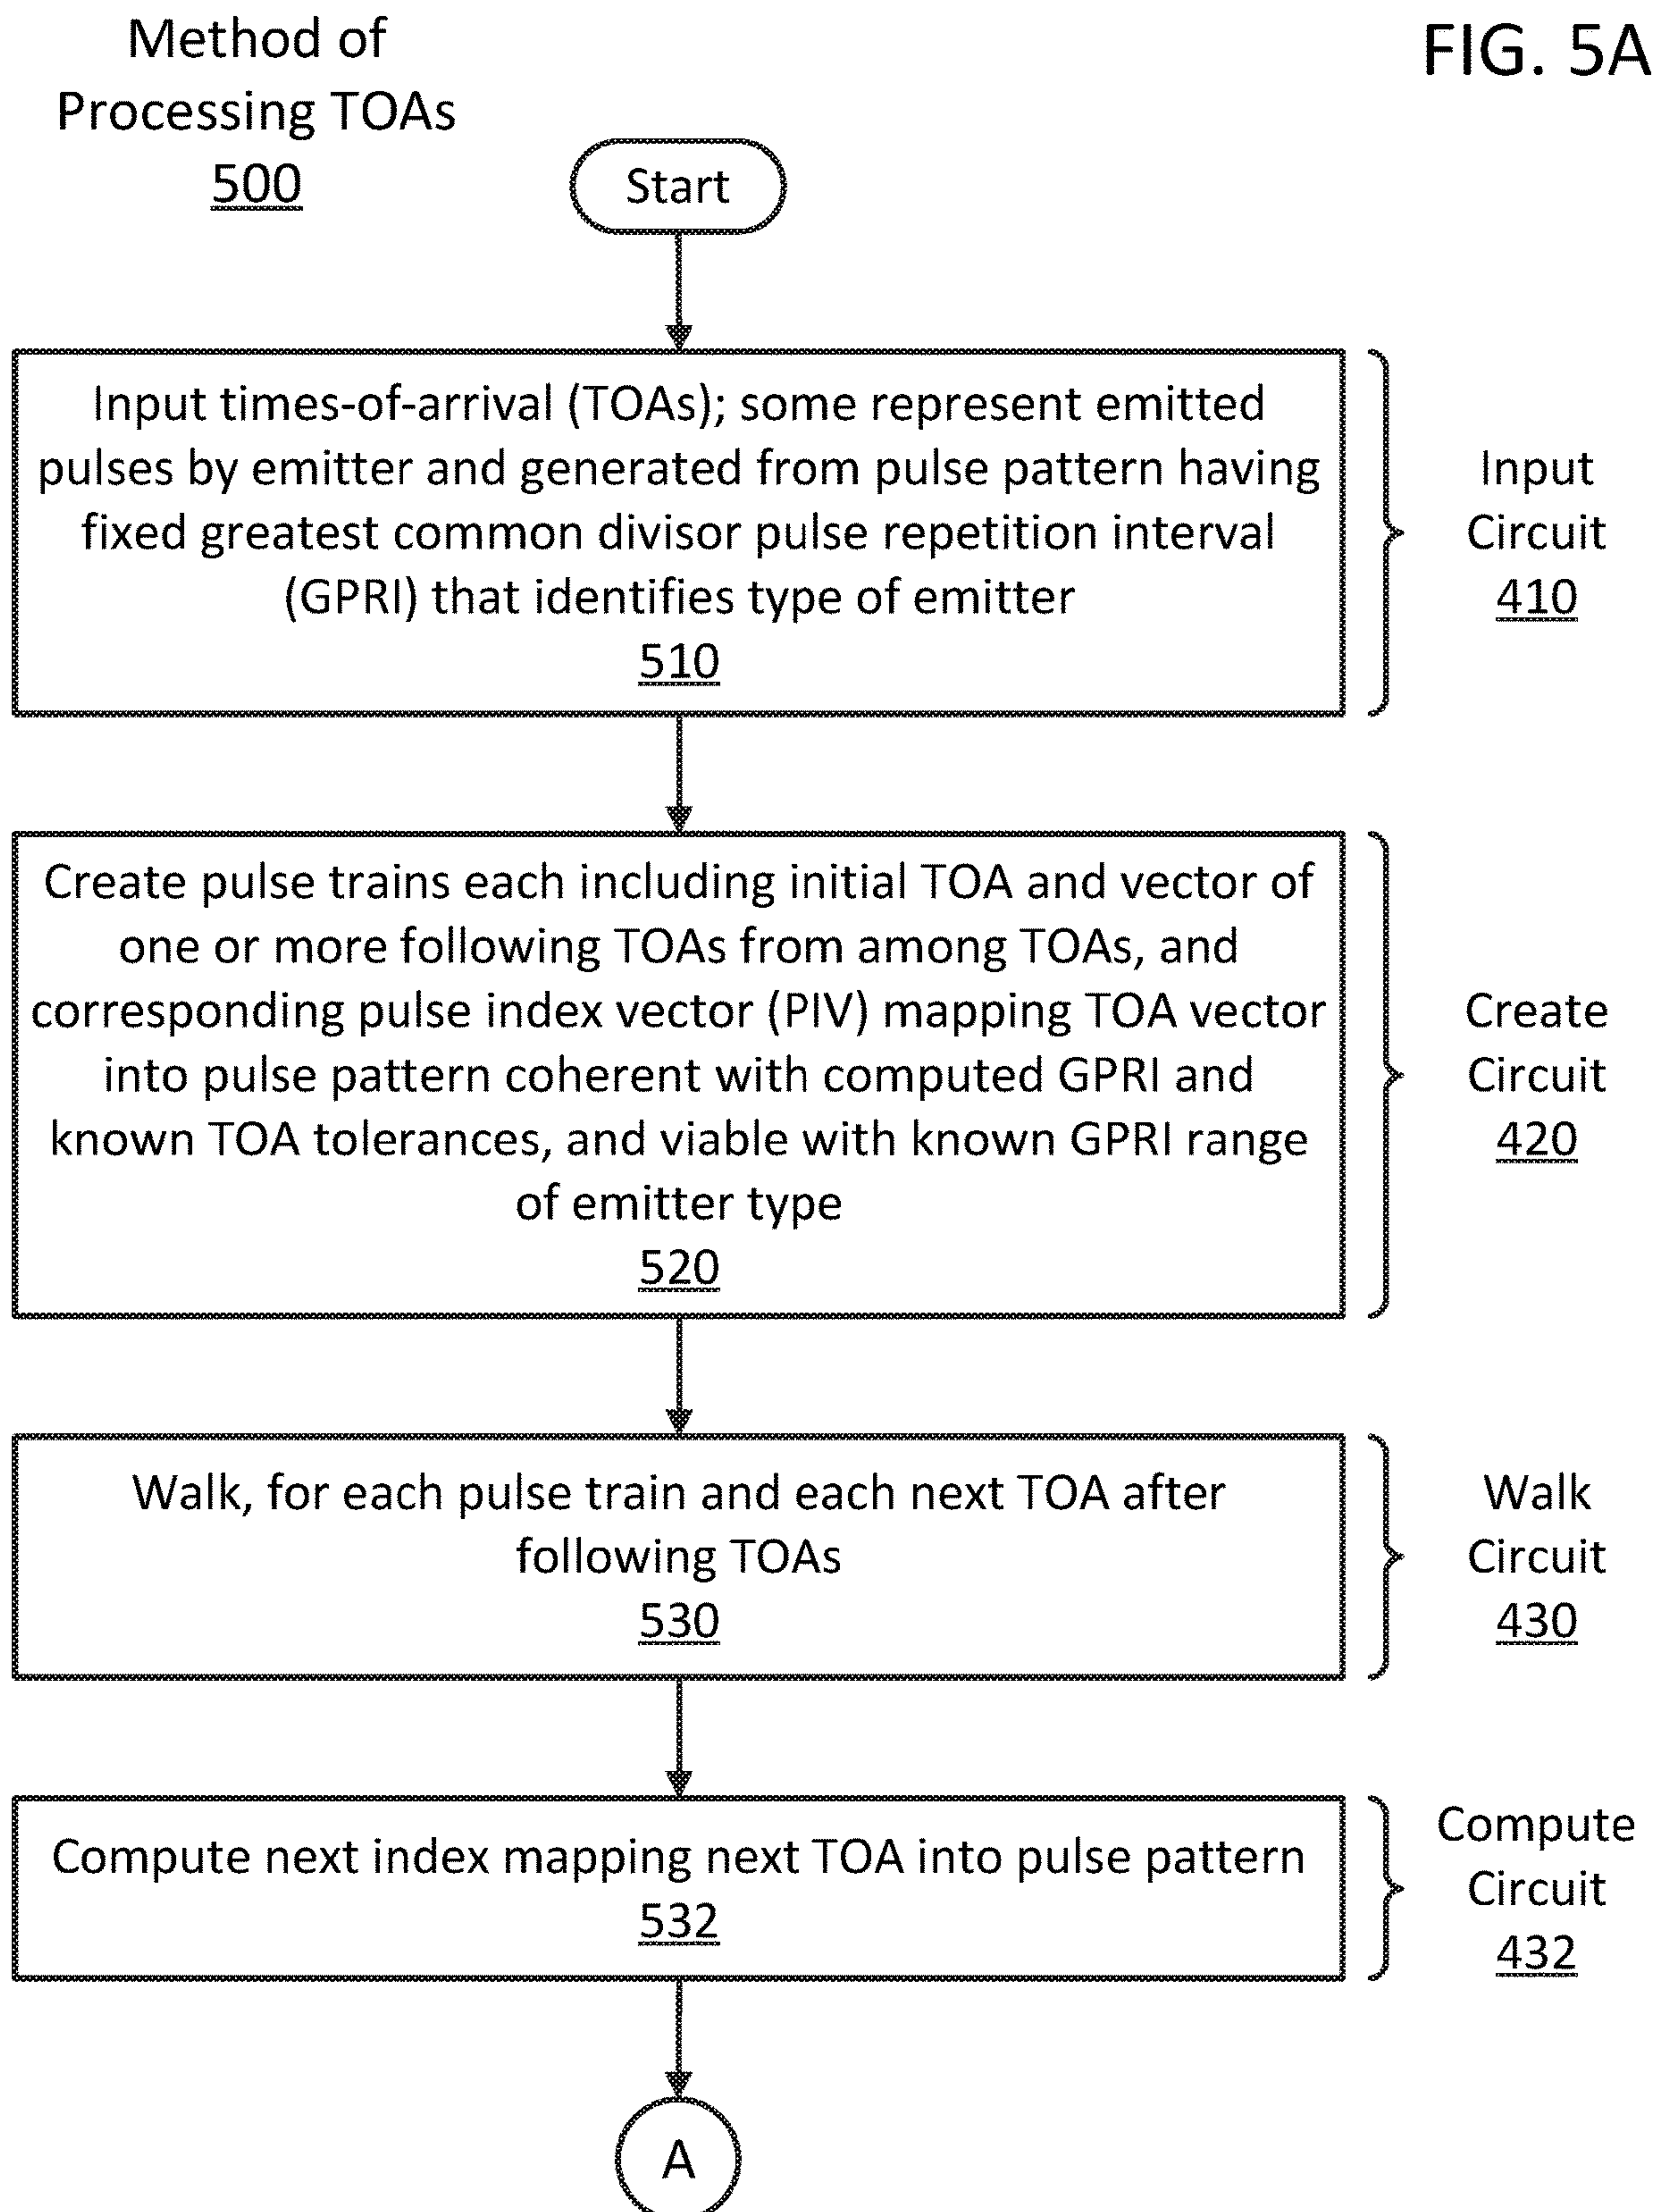 Method of
Processing TOAs
500
FIG. 5A
Start
Input times-of-arrival (TOAs); some represent emitted
pulses by emitter and generated from pulse pattern having
fixed greatest common divisor pulse repetition interval
(GPRI) that identifies type of emitter
510
Input
Circuit
410
Create pulse trains each including initial TOA and vector of
one or more following TOAs from among TOAs, and
corresponding pulse index vector (PIV) mapping TOA vector
into pulse pattern coherent with computed GPRI and
known TOA tolerances, and viable with known GPRI range
of emitter type
520
Create
Circuit
420
Walk, for each pulse train and each next TOA after
following TOAs
530
Walk
Circuit
430
Compute next index mapping next TOA into pulse pattern
532
Compute
Circuit
432
A